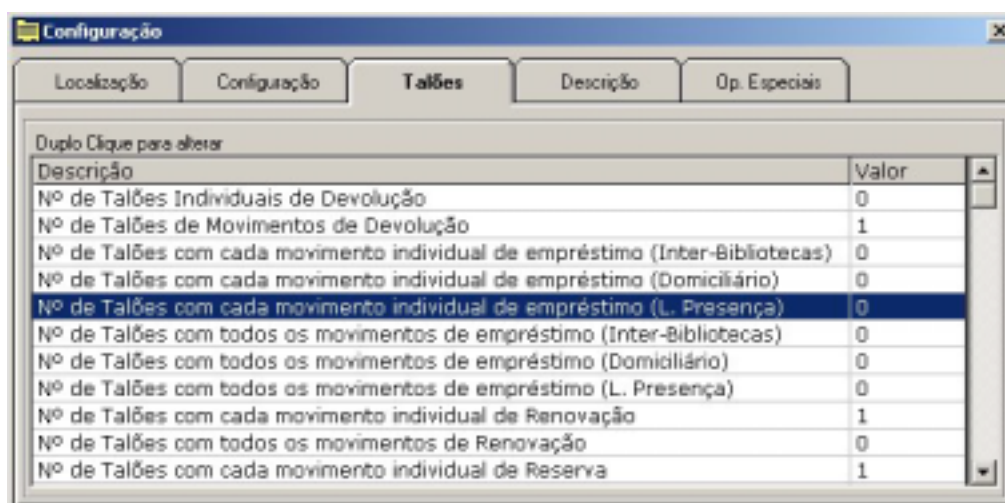 Configuração
Localização Configuração Talões Descrição Op. Especiais
Duplo Clique para alterar
Descrição Valor
Nº de Talões Individuais de Devolução 0
Nº de Talões de Movimentos de Devolução 1
Nº de Talões com cada movimento individual de empréstimo (Inter-Bibliotecas) 0
Nº de Talões com cada movimento individual de empréstimo (Domiciliário) 0
Nº de Talões com cada movimento individual de empréstimo (L. Presença) 0
Nº de Talões com todos os movimentos de empréstimo (Inter-Bibliotecas) 0
Nº de Talões com todos os movimentos de empréstimo (Domiciliário) 0
Nº de Talões com todos os movimentos de empréstimo (L. Presença) 0
Nº de Talões com cada movimento individual de Renovação 1
Nº de Talões com todos os movimentos de Renovação 0
Nº de Talões com cada movimento individual de Reserva 1